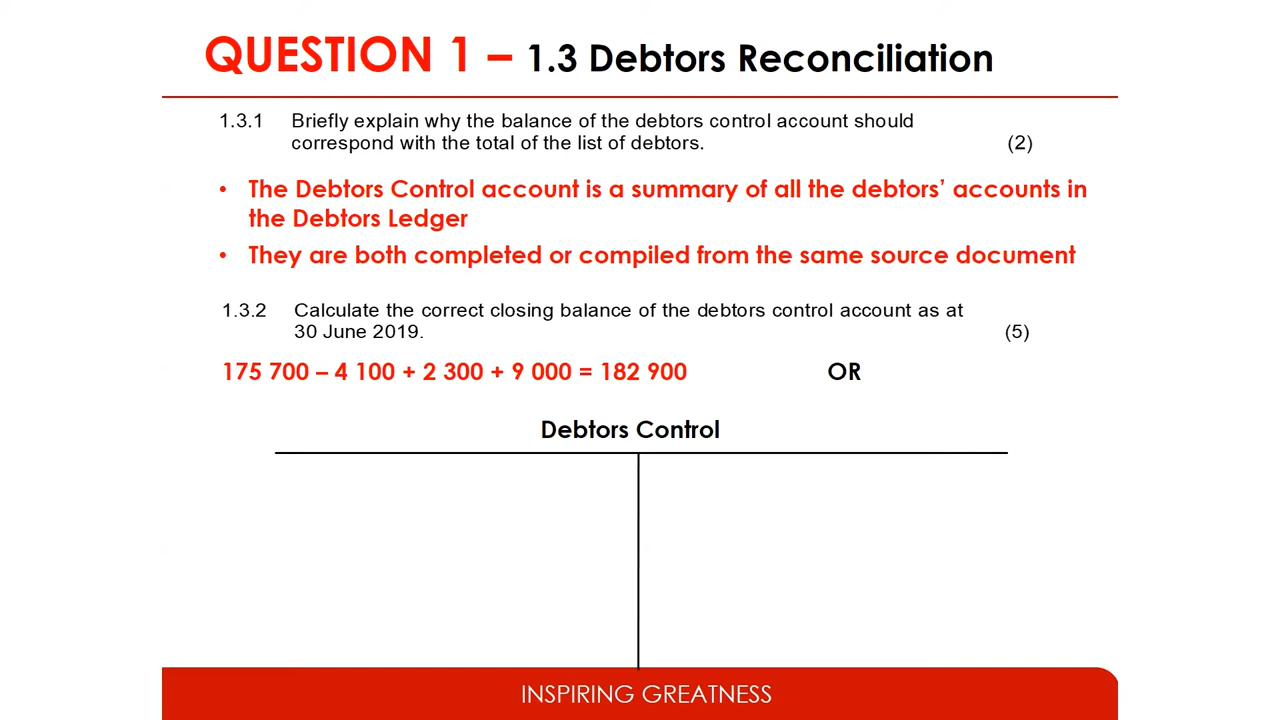 QUESTION 1 – 1.3 Debtors Reconciliation
1.3.1 Briefly explain why the balance of the debtors control account should
correspond with the total of the list of debtors. (2)
• The Debtors Control account is a summary of all the debtors’ accounts in
the Debtors Ledger
• They are both completed or compiled from the same source document
1.3.2 Calculate the correct closing balance of the debtors control account as at
30 June 2019. (5)
175 700 – 4 100 + 2 300 + 9 000 = 182 900 OR
Debtors Control
INSPIRING GREATNESS